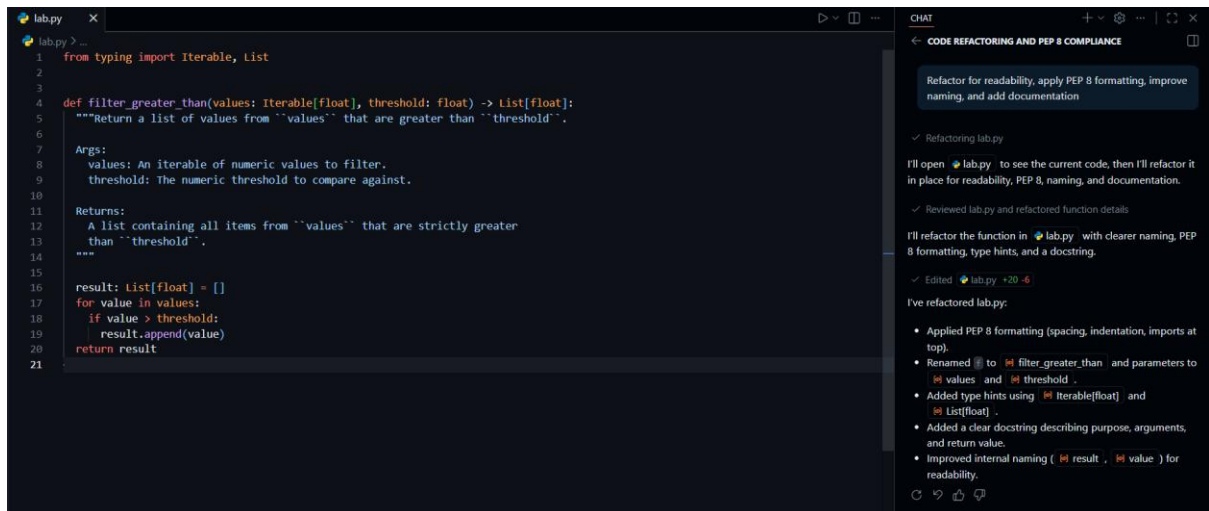 lab.py
lab.py > ...
1 from typing import Iterable, List
2
3
4 def filter_greater_than(values: Iterable[float], threshold: float) -> List[float]:
5 """Return a list of values from ``values`` that are greater than ``threshold``.
6
7 Args:
8 values: An iterable of numeric values to filter.
9 threshold: The numeric threshold to compare against.
10
11 Returns:
12 A list containing all items from ``values`` that are strictly greater
13 than ``threshold``.
14 """
15
16 result: List[float] = []
17 for value in values:
18 if value > threshold:
19 result.append(value)
20 return result
21
CHAT
CODE REFACTORING AND PEP 8 COMPLIANCE
Refactor for readability, apply PEP 8 formatting, improve
naming, and add documentation
Refactoring lab.py
I'll open lab.py to see the current code, then I'll refactor it
in place for readability, PEP 8, naming, and documentation.
Reviewed lab.py and refactored function details
I'll refactor the function in lab.py with clearer naming, PEP
8 formatting, type hints, and a docstring.
Edited lab.py +20 -6
I've refactored lab.py:
• Applied PEP 8 formatting (spacing, indentation, imports at
top).
• Renamed f to filter_greater_than and parameters to
values and threshold .
• Added type hints using Iterable[float] and
List[float] .
• Added a clear docstring describing purpose, arguments,
and return value.
• Improved internal naming ( result , value ) for
readability.